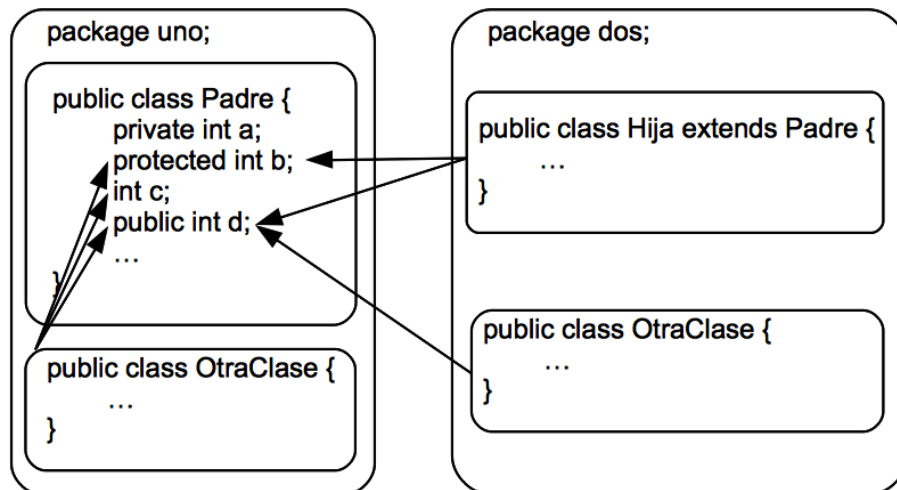 package uno;
public class Padre {
private int a;
protected int b;
int c;
public int d;
…
}
public class OtraClase {
…
}
package dos;
public class Hija extends Padre {
…
}
public class OtraClase {
…
}